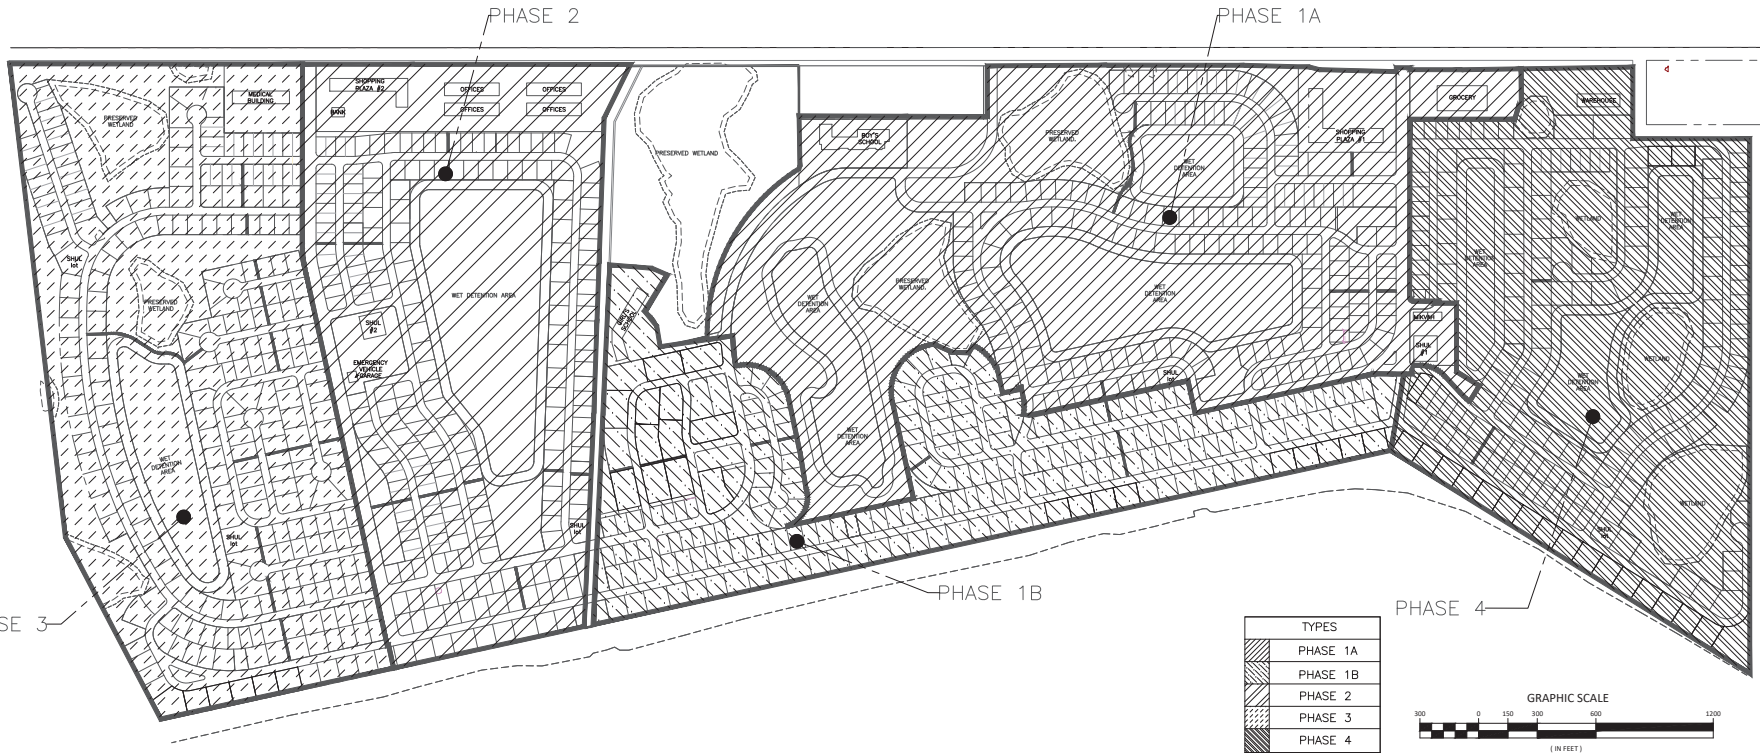 PHASE 2
PHASE 1A
SHOPPING
PLAZA #2
OFFICES
OFFICES
MEDICAL
BUILDING
BANK
OFFICES
OFFICES
GROCERY
WAREHOUSE
PRESERVED
WETLAND
BOY'S
SCHOOL
PRESERVED
WETLAND.
SHOPPING
PLAZA #1
PRESERVED WETLAND
WET
DETENTION
AREA
WETLAND
WET
DETENTION
AREA
WET
DETENTION
AREA
SHUL
lot
PRESERVED
WETLAND
WET DETENTION AREA
WET
DETENTION
AREA
PRESERVED
WETLAND.
WET
DETENTION
AREA
SHUL
#2
GIRL'S
SCHOOL
MIKVAH
SHUL
#1
WETLAND
EMERGENCY
VEHICLE
GARAGE
SHUL
lot
WET
DETENTION
AREA
WET
DETENTION
AREA
WET
DETENTION
AREA
WETLAND
SHUL
lot
SHUL
lot
SHUL
lot
PHASE 1B
PHASE 4
SE 3
TYPES
PHASE 1A
PHASE 1B
PHASE 2
PHASE 3
PHASE 4
GRAPHIC SCALE
300 0 150 300 600 1200
( IN FEET )